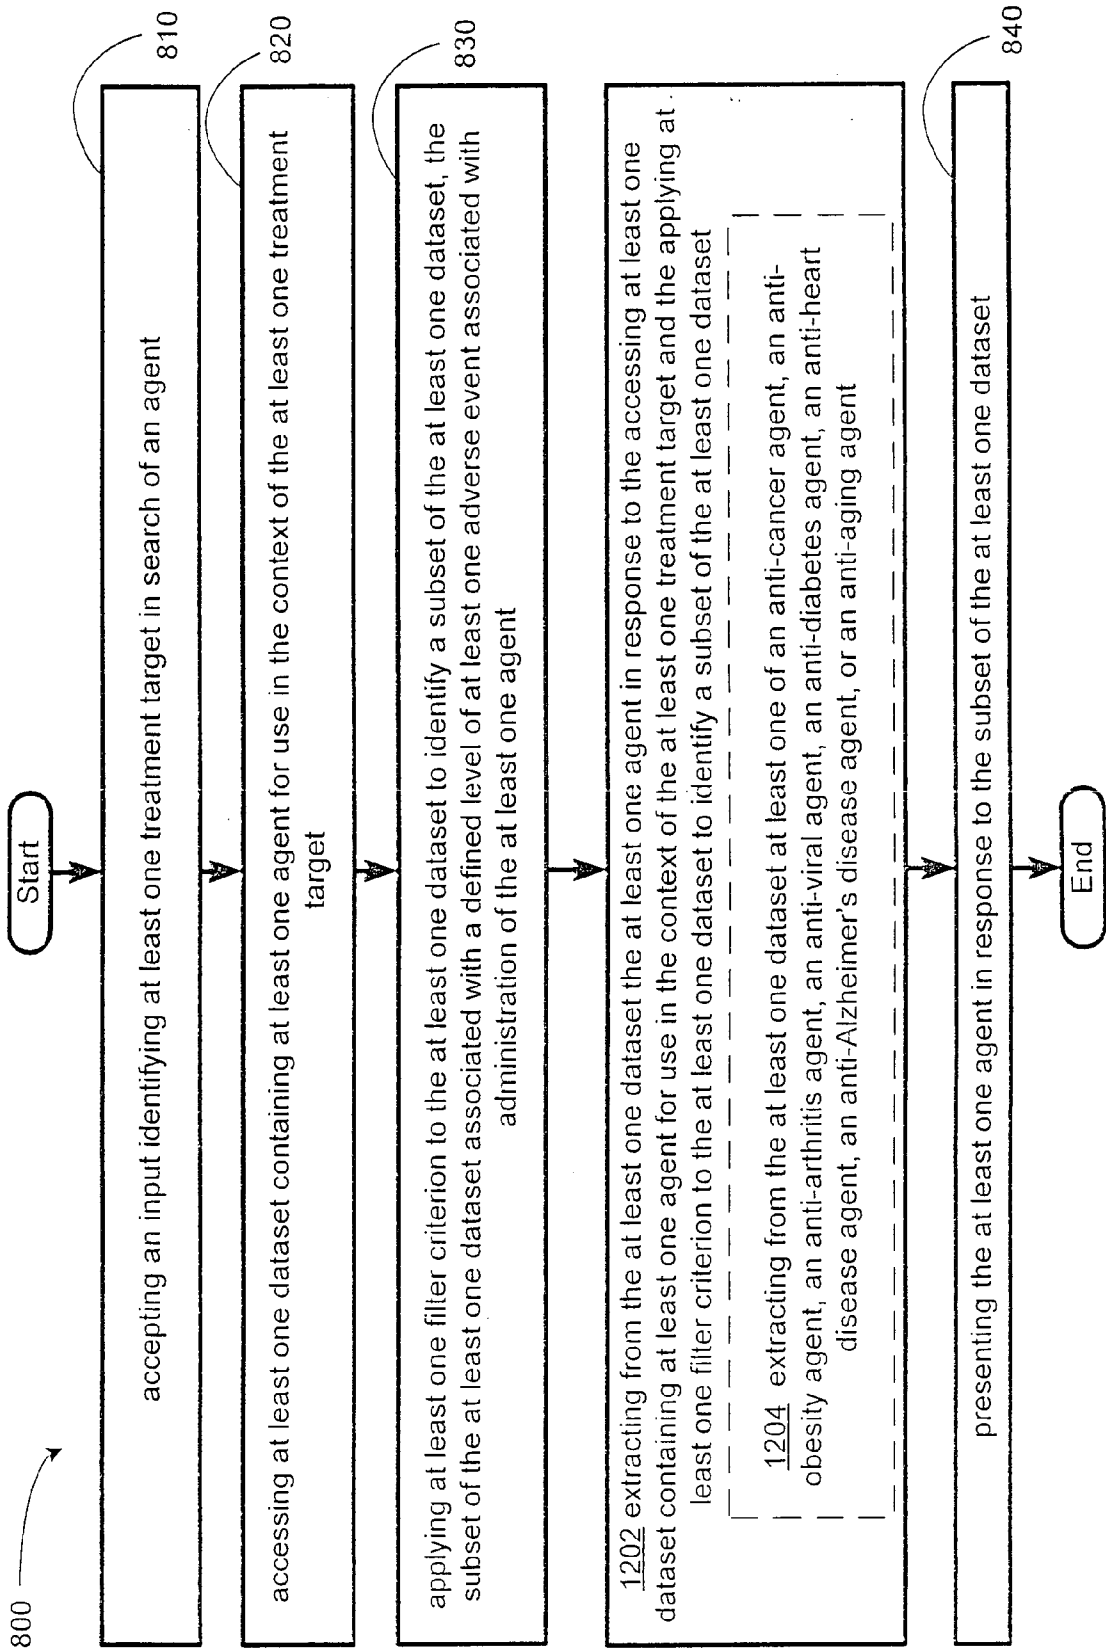 800
Start
810
accepting an input identifying at least one treatment target in search of an agent
820
accessing at least one dataset containing at least one agent for use in the context of the at least one treatment
target
830
applying at least one filter criterion to the at least one dataset to identify a subset of the at least one dataset, the
subset of the at least one dataset associated with a defined level of at least one adverse event associated with
administration of the at least one agent
1202 extracting from the at least one dataset the at least one agent in response to the accessing at least one
dataset containing at least one agent for use in the context of the at least one treatment target and the applying at
least one filter criterion to the at least one dataset to identify a subset of the at least one dataset
1204 extracting from the at least one dataset at least one of an anti-cancer agent, an anti-
obesity agent, an anti-arthritis agent, an anti-viral agent, an anti-diabetes agent, an anti-heart
disease agent, an anti-Alzheimer's disease agent, or an anti-aging agent
840
presenting the at least one agent in response to the subset of the at least one dataset
End